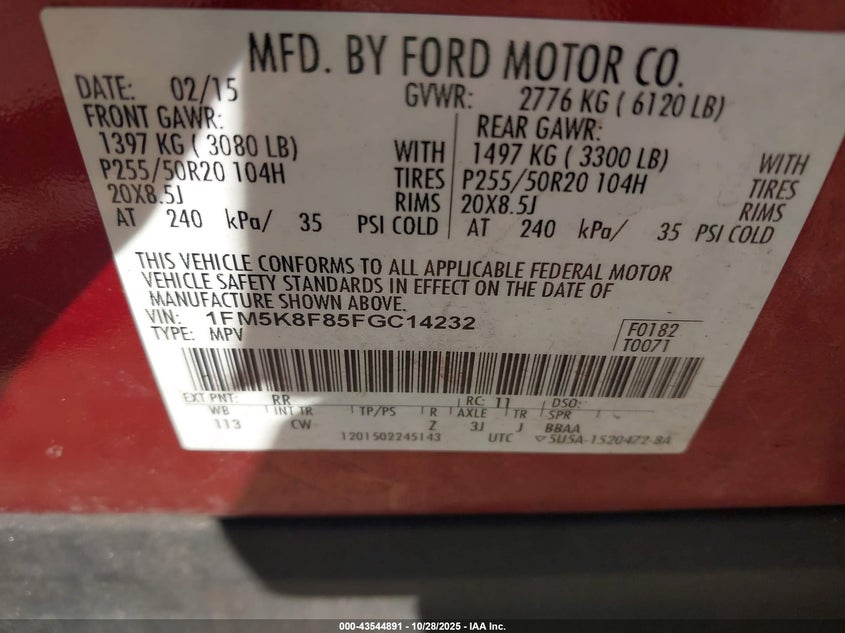 MFD. BY FORD MOTOR CO.
DATE: 02/15 GVWR: 2776 KG ( 6120 LB)
FRONT GAWR: REAR GAWR:
1397 KG ( 3080 LB) WITH 1497 KG ( 3300 LB) WITH
P255/50R20 104H TIRES P255/50R20 104H TIRES
20X8.5J RIMS 20X8.5J RIMS
AT 240 kPa/ 35 PSI COLD AT 240 kPa/ 35 PSI COLD
THIS VEHICLE CONFORMS TO ALL APPLICABLE FEDERAL MOTOR
VEHICLE SAFETY STANDARDS IN EFFECT ON THE DATE OF
MANUFACTURE SHOWN ABOVE.
VIN: 1FM5K8F85FGC14232
TYPE: MPV
F0182
T0071
EXT PNT: RR RC: 11 DSO:
WB INT TR TP/PS R AXLE TR SPR
113 CW Z 3J J BBAA
1201502245143 UTC ▽5U5A-1520472-BA
000-43544891 - 10/28/2025 - IAA Inc.